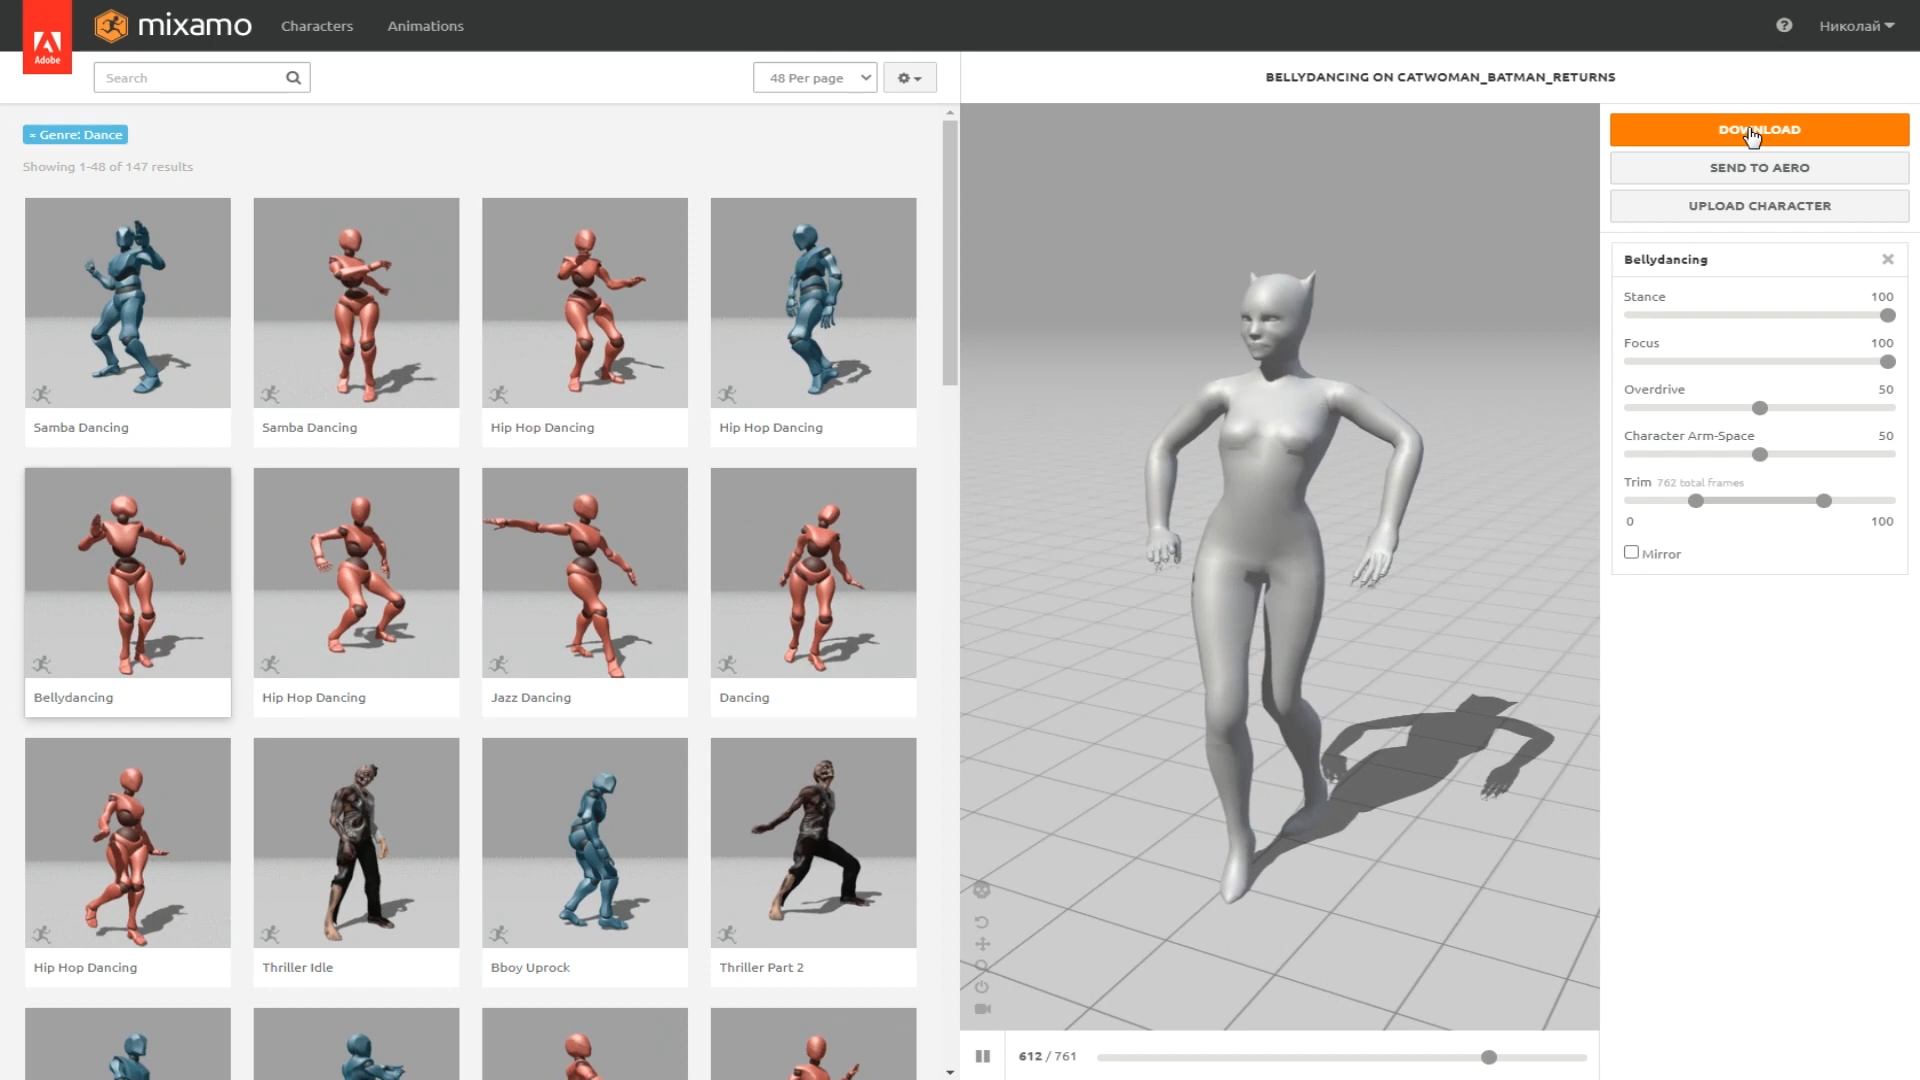 Adobe
mixamo
Characters
Animations
Николай
Search
48 Per page
BELLYDANCING ON CATWOMAN_BATMAN_RETURNS
× Genre: Dance
Showing 1-48 of 147 results
Samba Dancing
Samba Dancing
Hip Hop Dancing
Hip Hop Dancing
Bellydancing
Hip Hop Dancing
Jazz Dancing
Dancing
Hip Hop Dancing
Thriller Idle
Bboy Uprock
Thriller Part 2
612 / 761
DOWNLOAD
SEND TO AERO
UPLOAD CHARACTER
Bellydancing
Stance 100
Focus 100
Overdrive 50
Character Arm-Space 50
Trim 762 total frames
0 100
Mirror